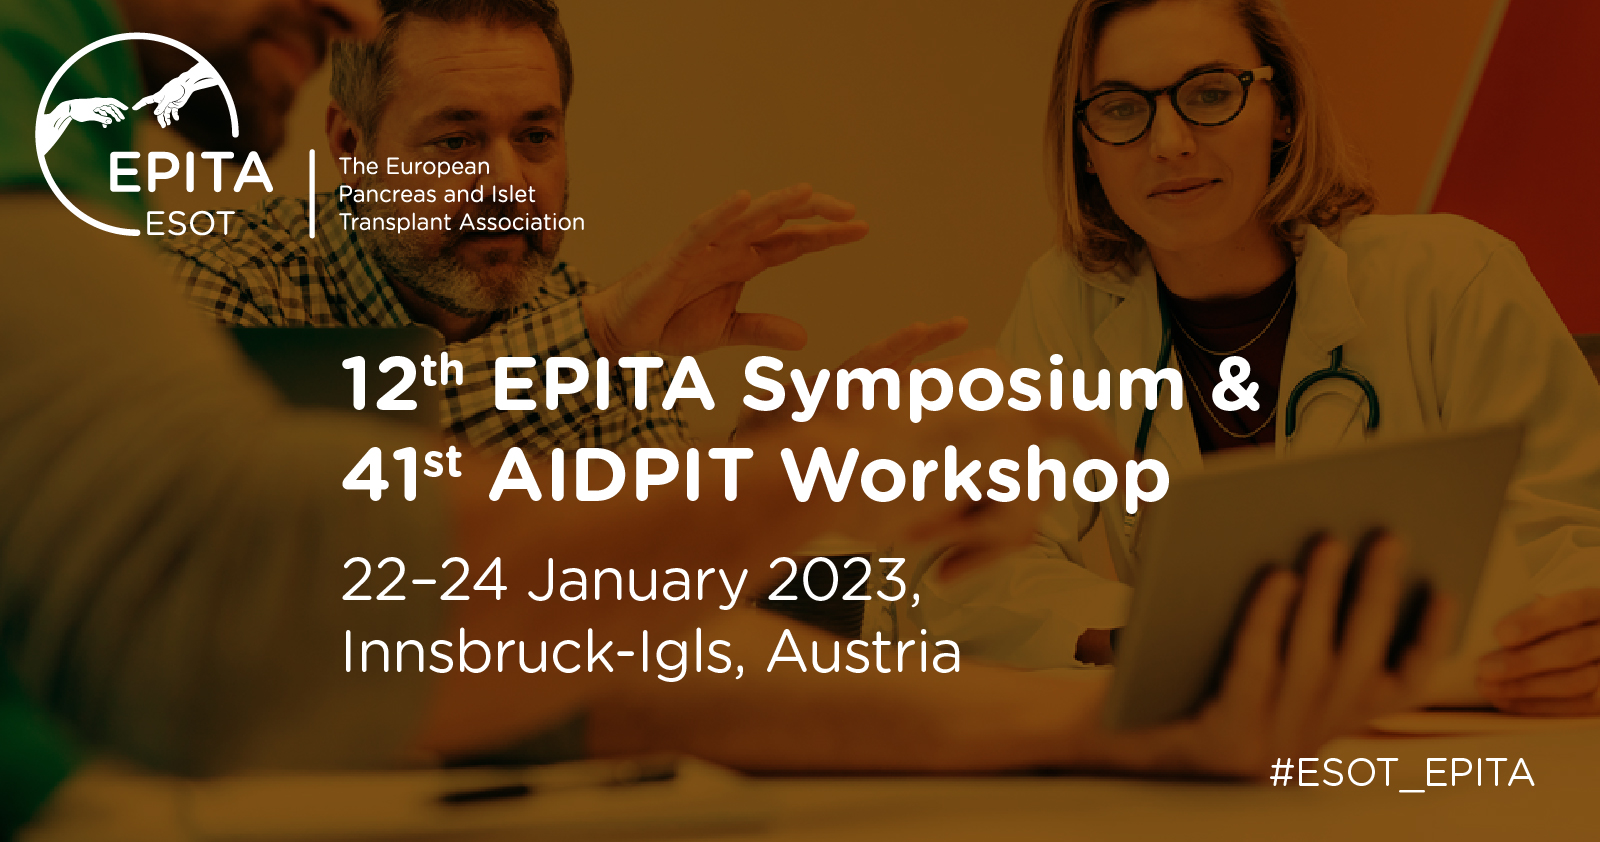 EPITA
ESOT
The European
Pancreas and Islet
Transplant Association
12th EPITA Symposium &
41st AIDPIT Workshop
22–24 January 2023,
Innsbruck-Igls, Austria
#ESOT_EPITA